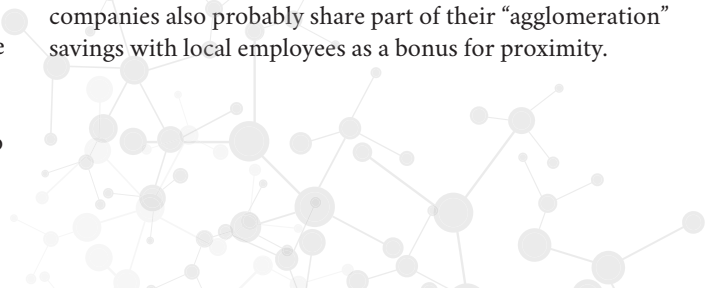 companies also probably share part of their “agglomeration”
savings with local employees as a bonus for proximity.